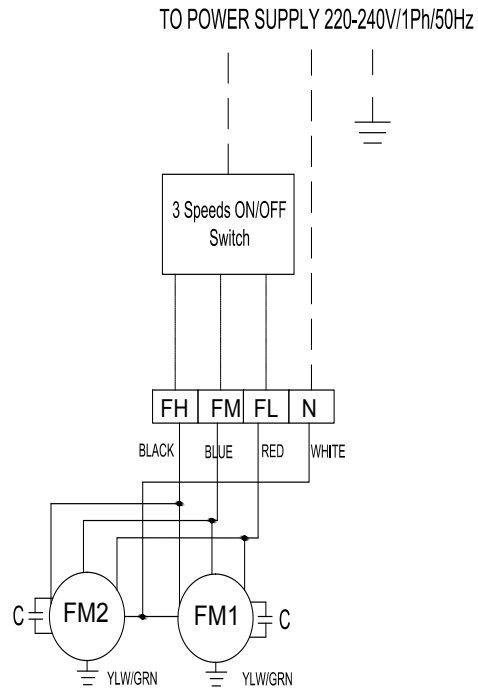 TO POWER SUPPLY 220-240V/1Ph/50Hz
3 Speeds ON/OFF
Switch
FH FM FL N
BLACK BLUE RED WHITE
C FM2 FM1 C
YLW/GRN YLW/GRN